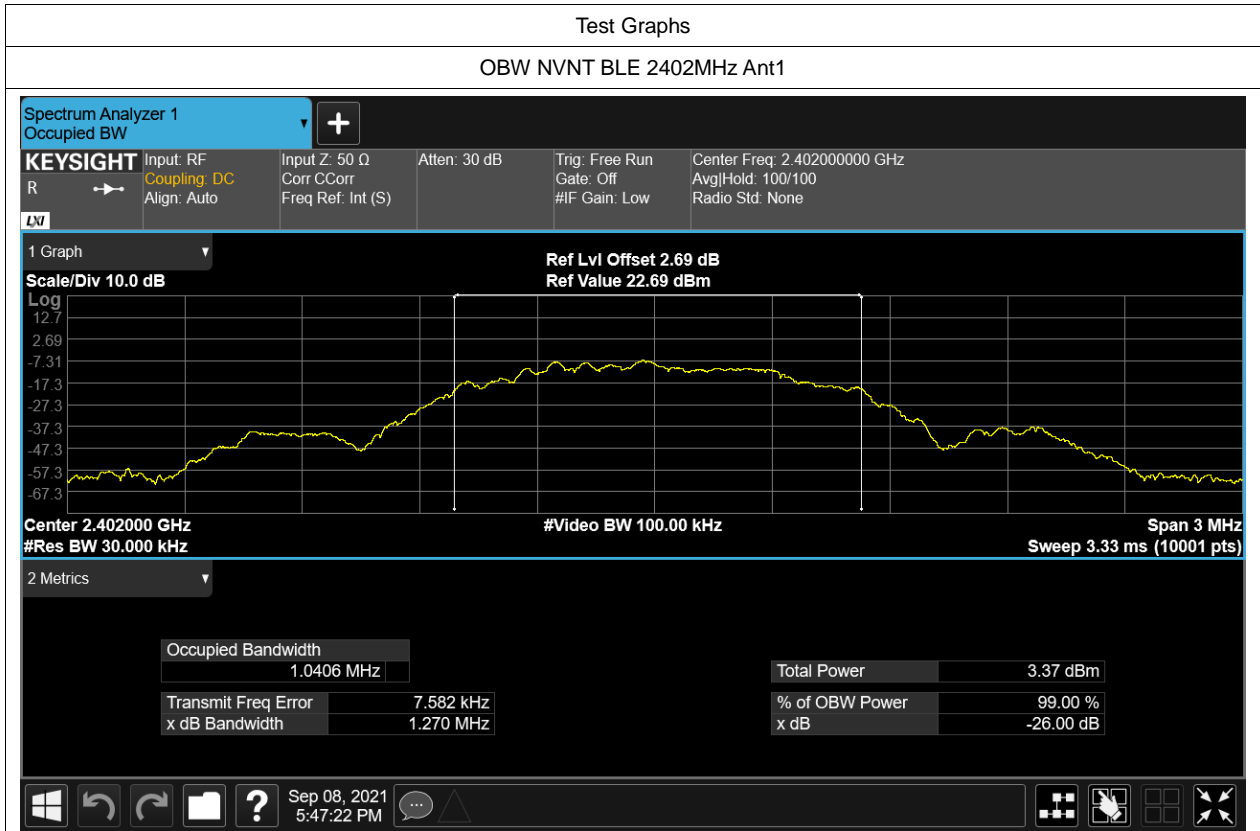 Test Graphs
OBW NVNT BLE 2402MHz Ant1
Spectrum Analyzer 1
Occupied BW
+
KEYSIGHT Input: RF Input Z: 50 Ω Atten: 30 dB Trig: Free Run Center Freq: 2.402000000 GHz
R Coupling: DC Corr CCorr Gate: Off Avg|Hold: 100/100
Align: Auto Freq Ref: Int (S) #IF Gain: Low Radio Std: None
LXI
1 Graph
Ref Lvl Offset 2.69 dB
Scale/Div 10.0 dB Ref Value 22.69 dBm
Log
12.7
2.69
-7.31
-17.3
-27.3
-37.3
-47.3
-57.3
-67.3
Center 2.402000 GHz #Video BW 100.00 kHz Span 3 MHz
#Res BW 30.000 kHz Sweep 3.33 ms (10001 pts)
2 Metrics
Occupied Bandwidth
1.0406 MHz Total Power 3.37 dBm
Transmit Freq Error 7.582 kHz % of OBW Power 99.00 %
x dB Bandwidth 1.270 MHz x dB -26.00 dB
? Sep 08, 2021
5:47:22 PM